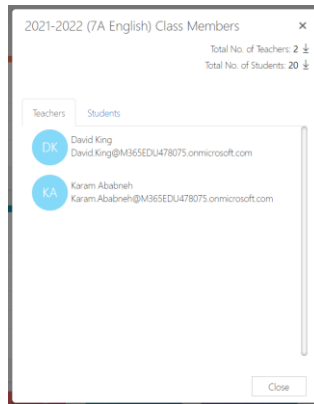 2021-2022 (7A English) Class Members
Total No. of Teachers: 2
Total No. of Students: 20
Teachers Students
DK
David King
David.King@M365EDU478075.onmicrosoft.com
KA
Karam Ababneh
Karam.Ababneh@M365EDU478075.onmicrosoft.com
Close